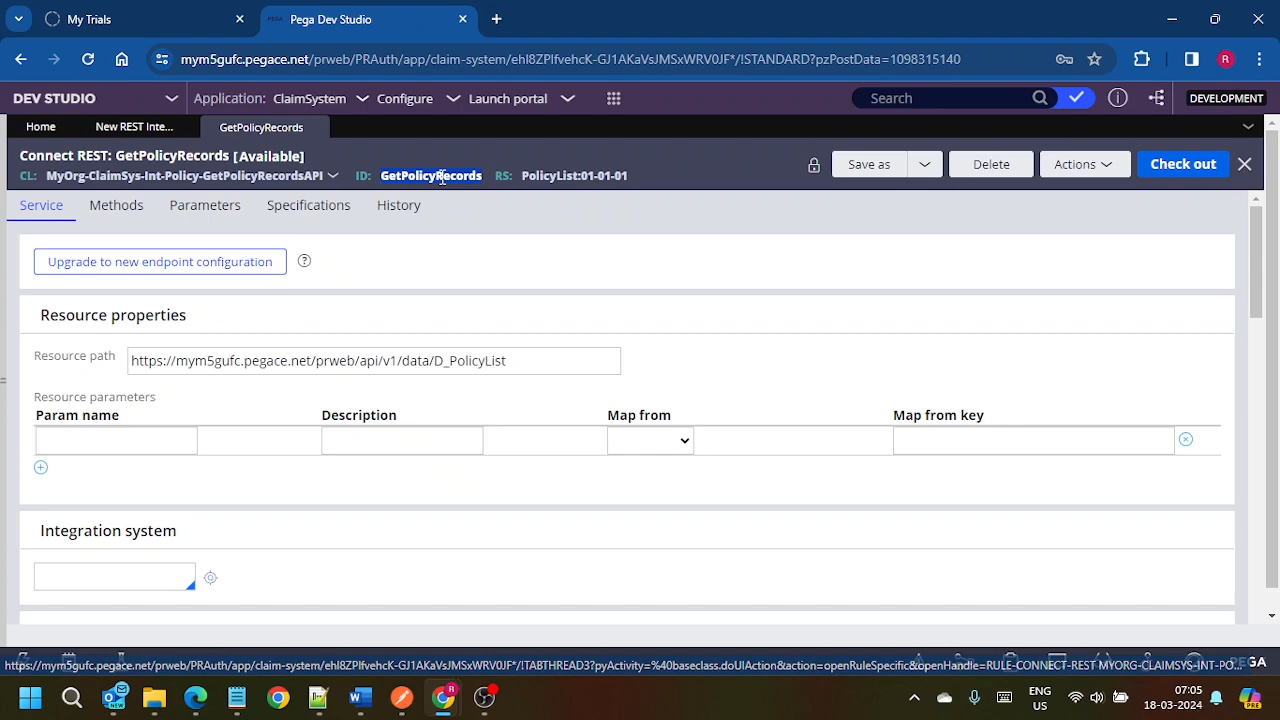 My Trials
Pega Dev Studio
mym5gufc.pegace.net/prweb/PRAuth/app/claim-system/ehI8ZPIfvehcK-GJ1AKaVsJMSxWRV0JF*/!STANDARD?pzPostData=1098315140
R
DEV STUDIO
Application: ClaimSystem
Configure
Launch portal
Search
DEVELOPMENT
Home
New REST Inte...
GetPolicyRecords
Connect REST: GetPolicyRecords [Available]
CL: MyOrg-ClaimSys-Int-Policy-GetPolicyRecordsAPI
ID: GetPolicyRecords
RS: PolicyList:01-01-01
Save as
Delete
Actions
Check out
Service
Methods
Parameters
Specifications
History
Upgrade to new endpoint configuration
Resource properties
Resource path
https://mym5gufc.pegace.net/prweb/api/v1/data/D_PolicyList
Resource parameters
Param name
Description
Map from
Map from key
Integration system
https://mym5gufc.pegace.net/prweb/PRAuth/app/claim-system/ehI8ZPIfvehcK-GJ1AKaVsJMSxWRV0JF*/!TABTHREAD3?pyActivity=%40baseclass.doUIAction&action=openRuleSpecific&openHandle=RULE-CONNECT-REST MYORG-CLAIMSYS-INT-PO...
PEGA
ENG
US
07:05
18-03-2024
PRE